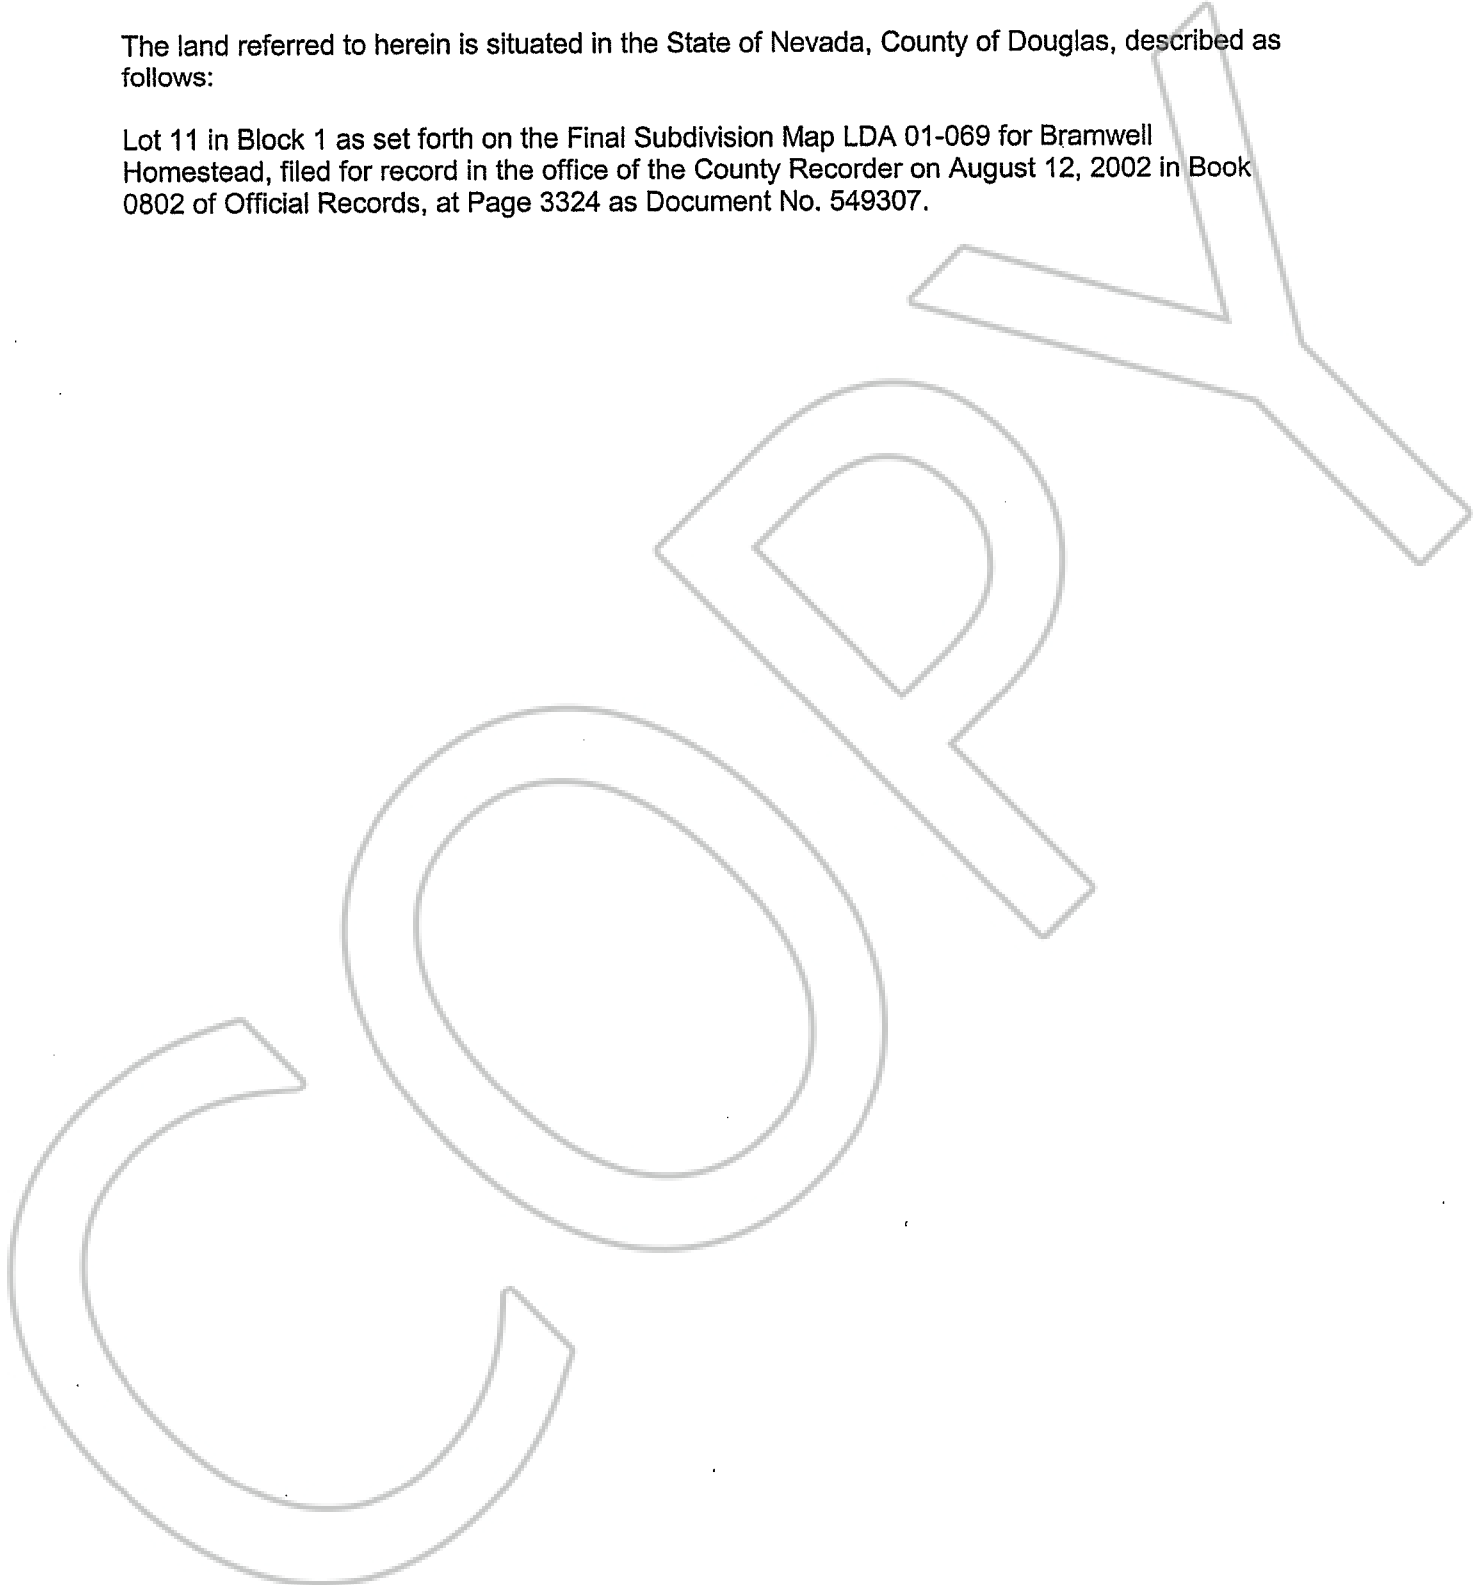 The land referred to herein is situated in the State of Nevada, County of Douglas, described as
follows:
Lot 11 in Block 1 as set forth on the Final Subdivision Map LDA 01-069 for Bramwell
Homestead, filed for record in the office of the County Recorder on August 12, 2002 in Book
0802 of Official Records, at Page 3324 as Document No. 549307.
COPY